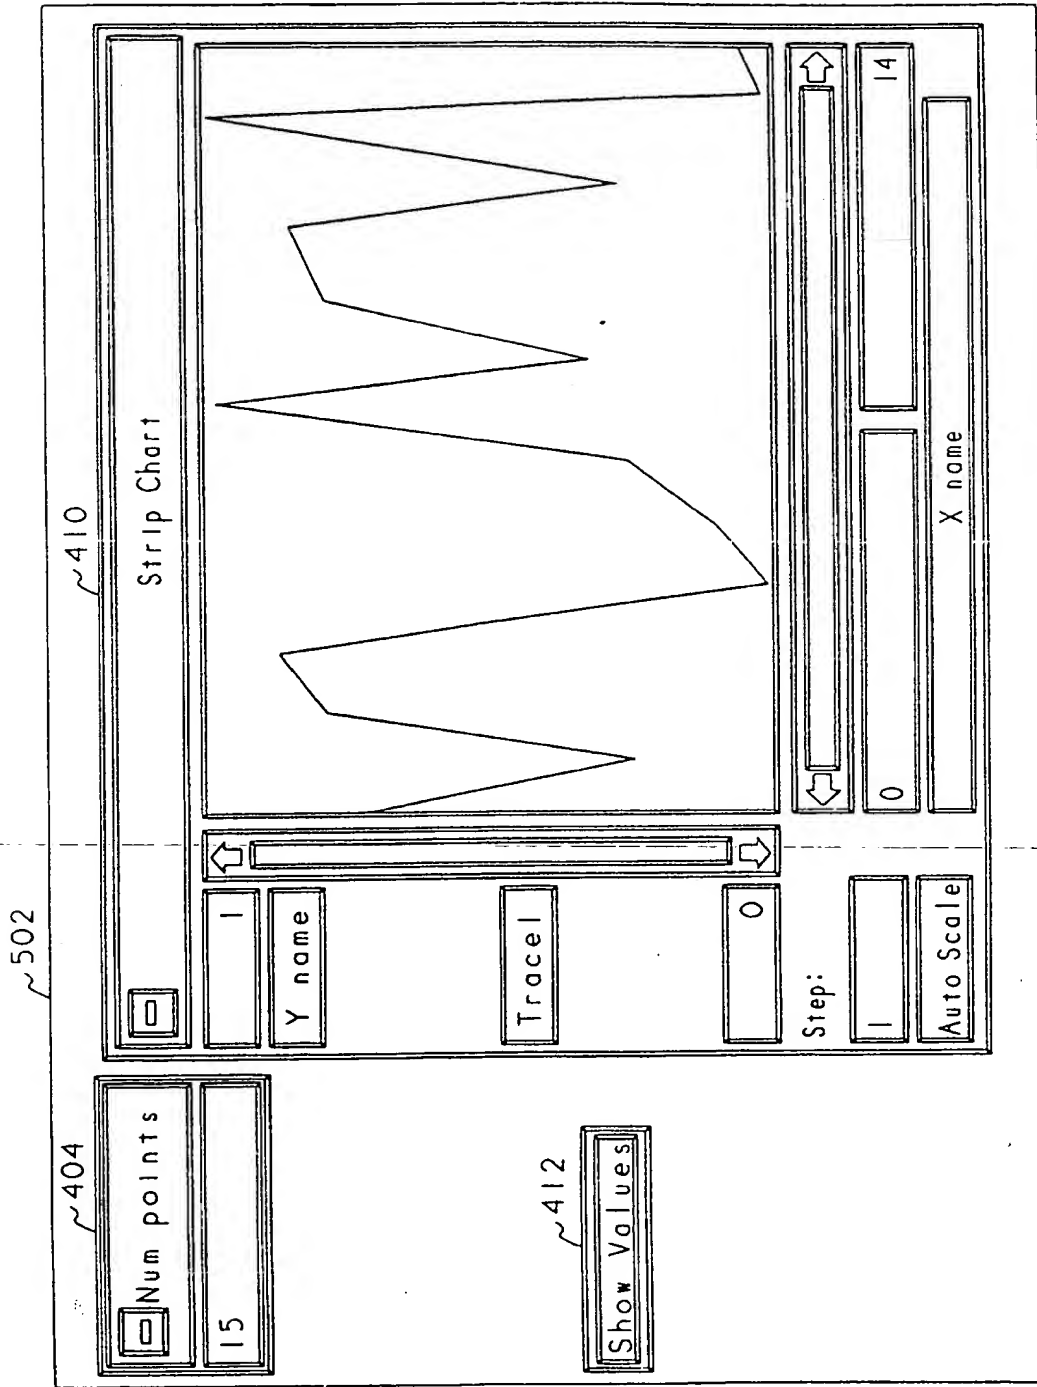 502
404
410
Num points
15
Strip Chart
1
Y name
Trace1
0
412
Show Values
Step:
1
0
14
Auto Scale
X name